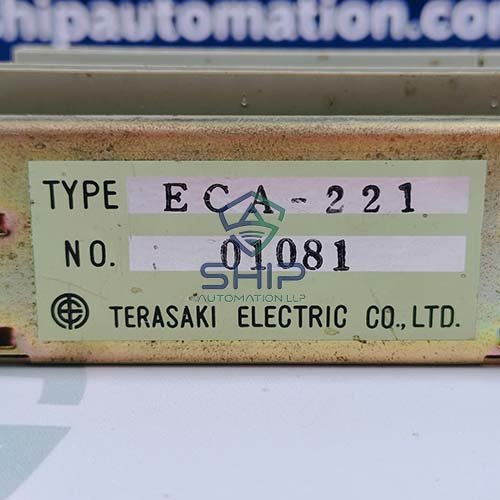 shipautomation.com
TYPE ECA-221
NO. 01081
SHIP
AUTOMATION LLP
TERASAKI ELECTRIC CO., LTD.